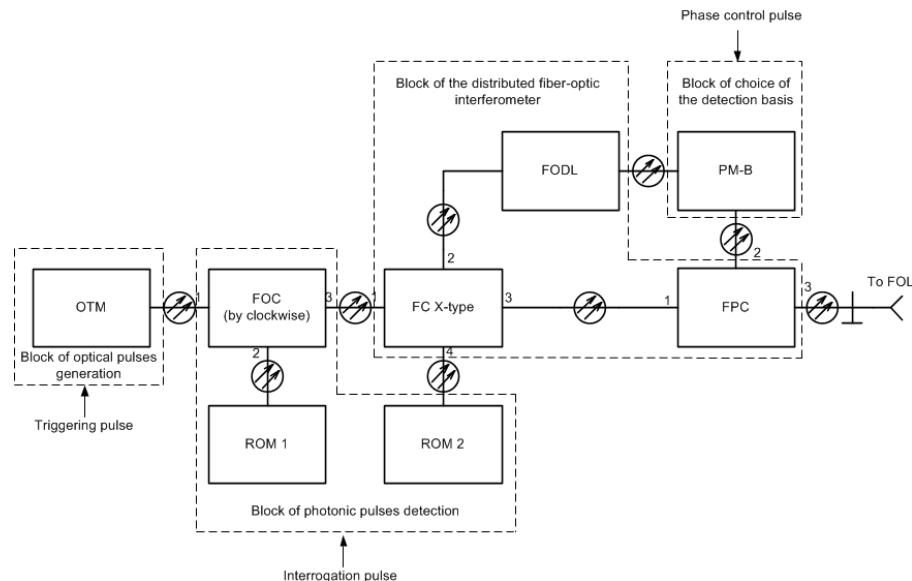 Phase control pulse
Block of the distributed fiber-optic
interferometer
Block of choice of
the detection basis
FODL
PM-B
2
2
OTM
1
FOC
(by clockwise)
3
1
FC X-type
3
1
FPC
3
To FOL
2
4
Block of optical pulses
generation
Triggering pulse
ROM 1
ROM 2
Block of photonic pulses detection
Interrogation pulse